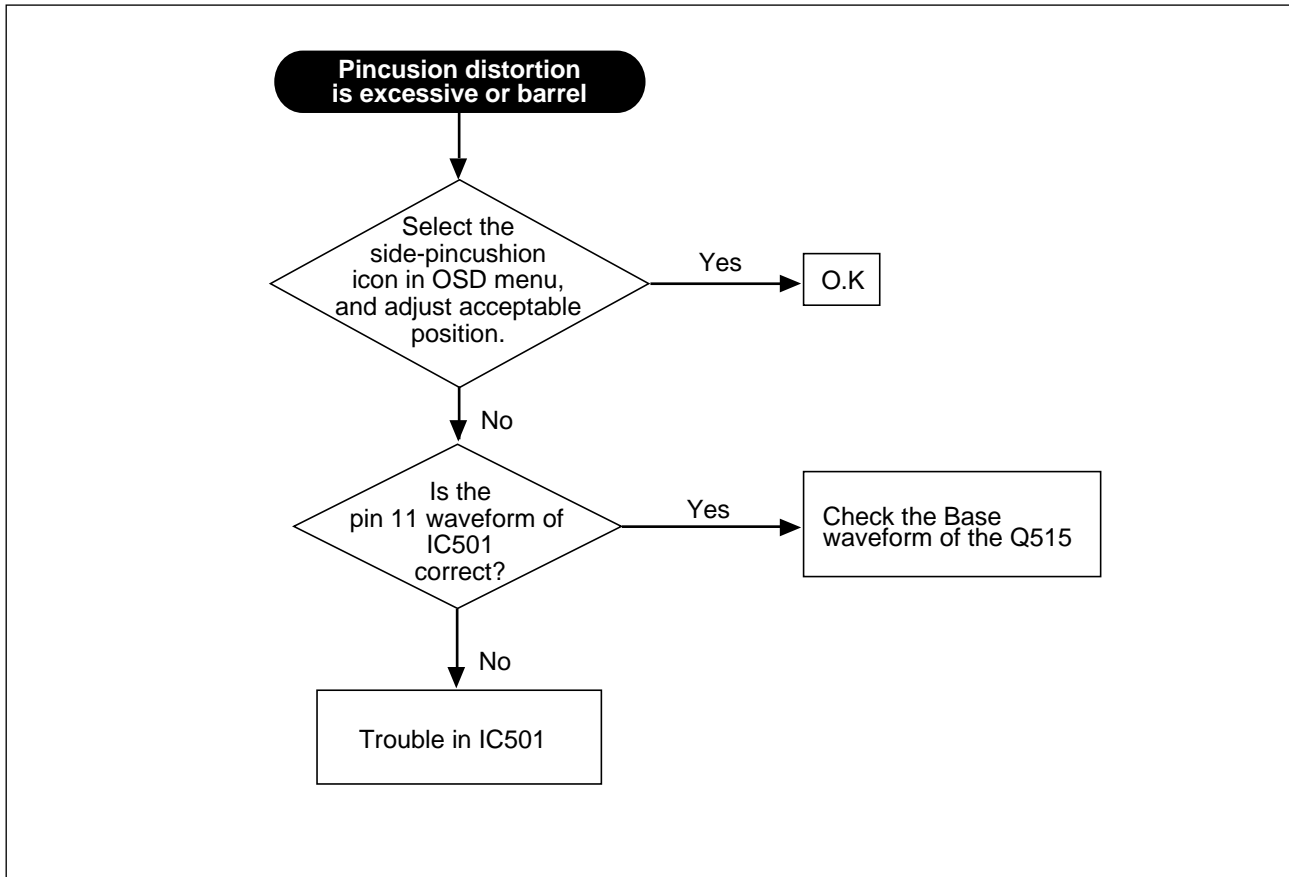 Pincusion distortion
is excessive or barrel
Select the
side-pincushion
icon in OSD menu,
and adjust acceptable
position.
Yes
O.K
No
Is the
pin 11 waveform of
IC501
correct?
Yes
Check the Base
waveform of the Q515
No
Trouble in IC501